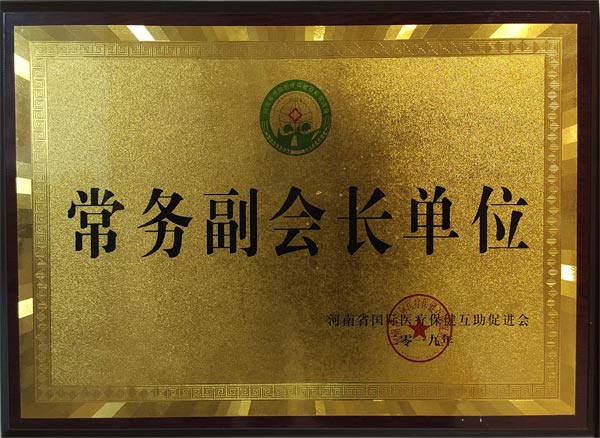 常务副会长单位
河南省国际医疗保健互助促进会
二零一九年